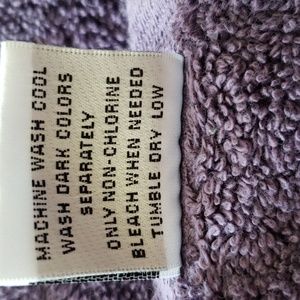 MACHINE WASH COOL
WASH DARK COLORS
SEPARATELY
ONLY NON-CHLORINE
BLEACH WHEN NEEDED
TUMBLE DRY LOW